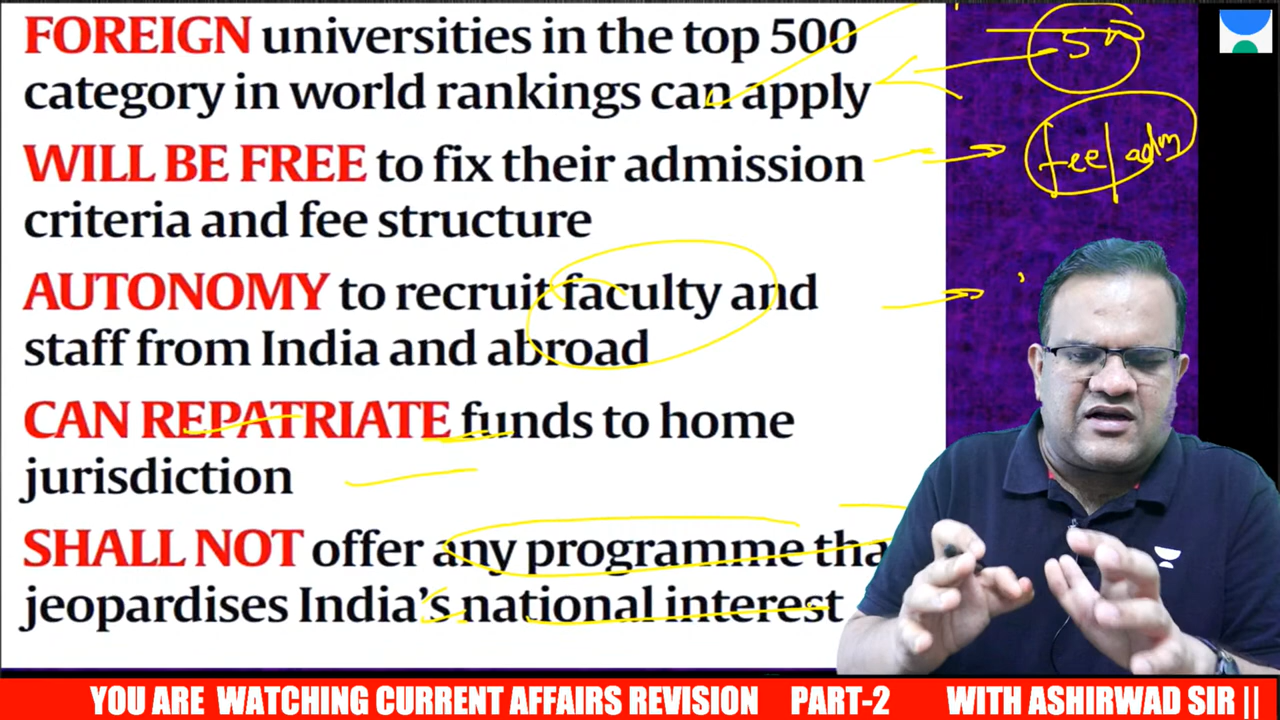 FOREIGN universities in the top 500
category in world rankings can apply
500
WILL BE FREE to fix their admission
criteria and fee structure
fee/adm
AUTONOMY to recruit faculty and
staff from India and abroad
CAN REPATRIATE funds to home
jurisdiction
SHALL NOT offer any programme tha
jeopardises India's national interest
YOU ARE WATCHING CURRENT AFFAIRS REVISION PART-2 WITH ASHIRWAD SIR ||